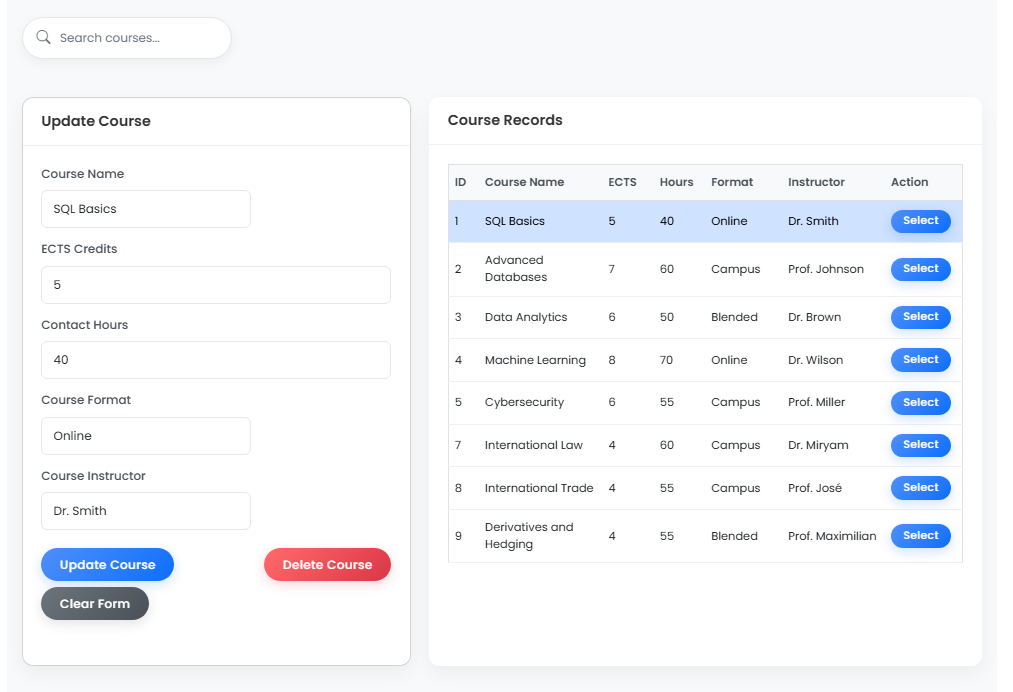 Search courses...
Update Course
Course Name
SQL Basics
ECTS Credits
5
Contact Hours
40
Course Format
Online
Course Instructor
Dr. Smith
Update Course
Delete Course
Clear Form
Course Records
ID Course Name ECTS Hours Format Instructor Action
1 SQL Basics 5 40 Online Dr. Smith Select
2 Advanced Databases 7 60 Campus Prof. Johnson Select
3 Data Analytics 6 50 Blended Dr. Brown Select
4 Machine Learning 8 70 Online Dr. Wilson Select
5 Cybersecurity 6 55 Campus Prof. Miller Select
7 International Law 4 60 Campus Dr. Miryam Select
8 International Trade 4 55 Campus Prof. José Select
9 Derivatives and Hedging 4 55 Blended Prof. Maximilian Select